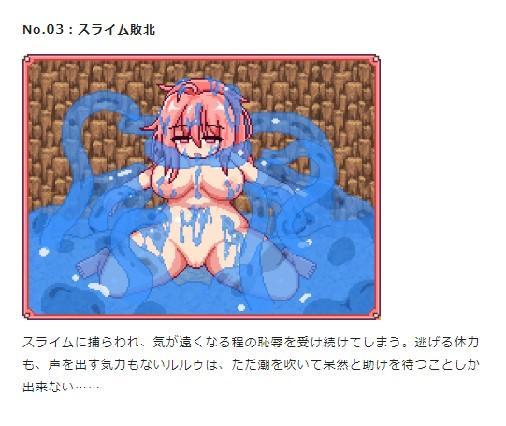 No.03：スライム敗北
スライムに捕らわれ、気が遠くなる程の恥辱を受け続けてしまう。逃げる体力
も、声を出す気力もないルルゥは、ただ潮を吹いて呆然と助けを待つことしか
出来ない……